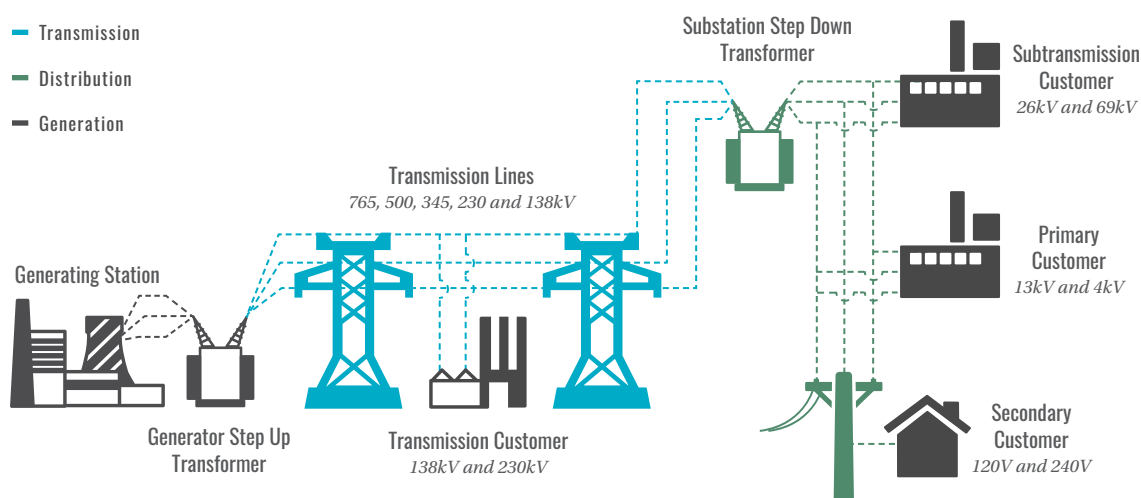 Transmission
Distribution
Generation
Substation Step Down
Transformer
Subtransmission
Customer
26kV and 69kV
Transmission Lines
765, 500, 345, 230 and 138kV
Primary
Customer
13kV and 4kV
Generating Station
Generator Step Up
Transformer
Transmission Customer
138kV and 230kV
Secondary
Customer
120V and 240V